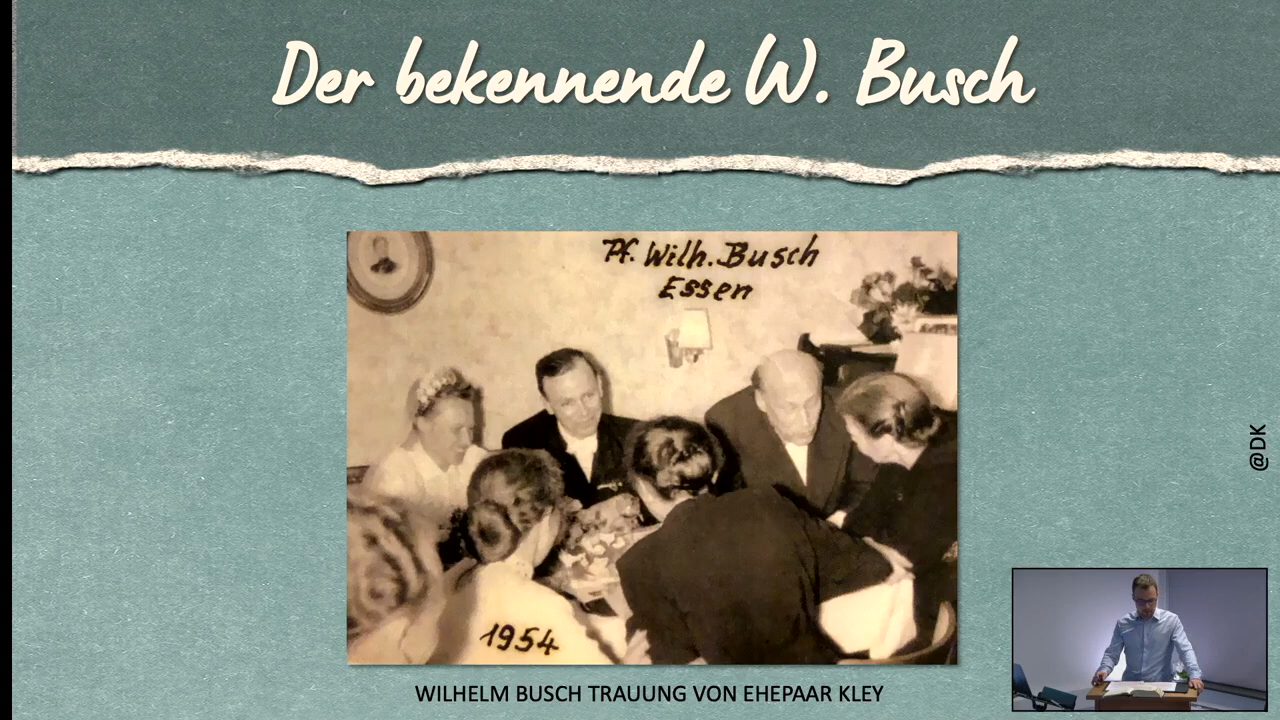 Der bekennende W. Busch
Pf. Wilh. Busch
Essen
1954
WILHELM BUSCH TRAUUNG VON EHEPAAR KLEY
@DK